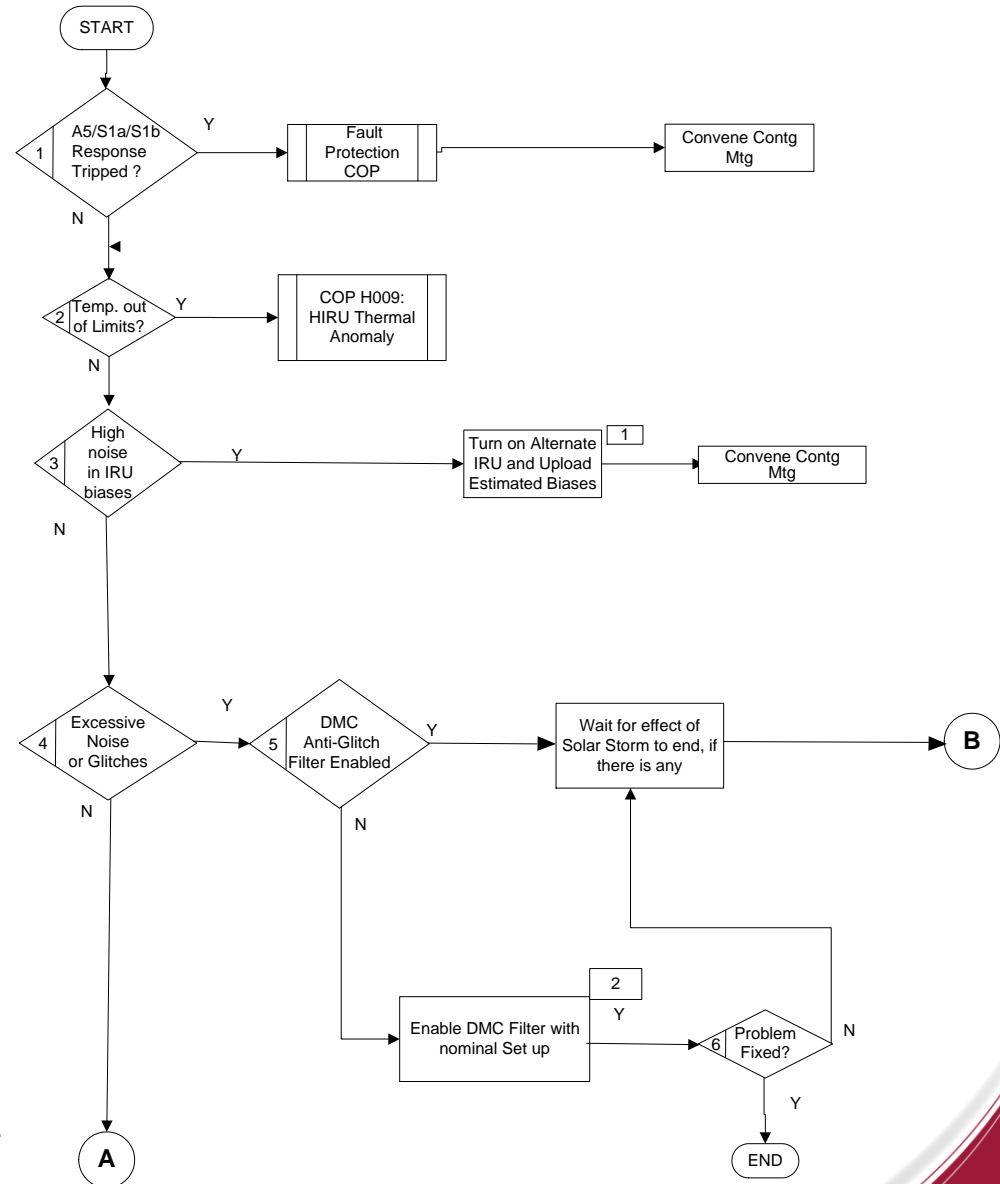 START
1
A5/S1a/S1b
Response
Tripped ?
Y
Fault
Protection
COP
Convene Contg
Mtg
N
2
Temp. out
of Limits?
Y
COP H009:
HIRU Thermal
Anomaly
N
3
High
noise
in IRU
biases
Y
Turn on Alternate
IRU and Upload
Estimated Biases
1
Convene Contg
Mtg
N
4
Excessive
Noise
or Glitches
Y
5
DMC
Anti-Glitch
Filter Enabled
Y
Wait for effect of
Solar Storm to end, if
there is any
B
N
N
Enable DMC Filter with
nominal Set up
2
Y
6
Problem
Fixed?
N
Y
A
END